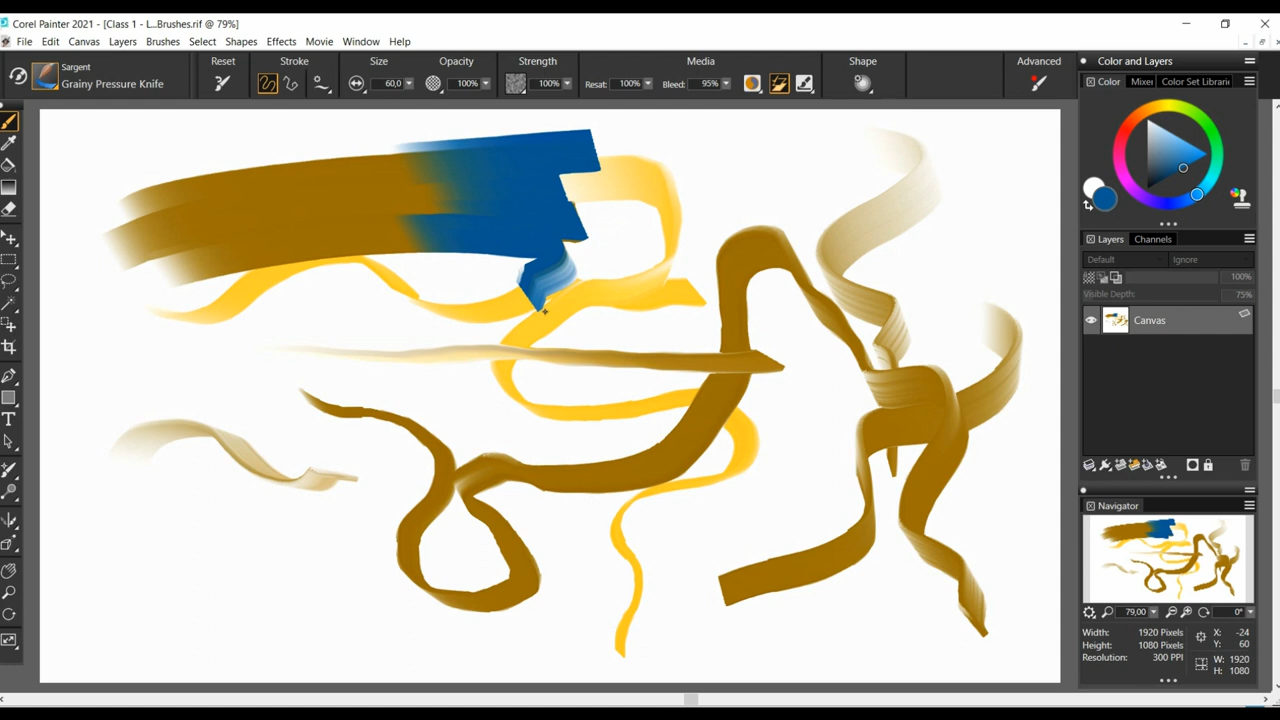 Corel Painter 2021 - [Class 1 - L...Brushes.rif @ 79%]
File Edit Canvas Layers Brushes Select Shapes Effects Movie Window Help
Sargent
Grainy Pressure Knife
Reset
Stroke
Size
60,0
Opacity
100%
Strength
100%
Media
Resat: 100%
Bleed: 95%
Shape
Advanced
Color and Layers
Color Mixer Color Set Librarie
Layers Channels
Default Ignore
100%
Visible Depth: 75%
Canvas
Navigator
79,00
0°
Width: 1920 Pixels
Height: 1080 Pixels
Resolution: 300 PPI
X: -24
Y: 60
W: 1920
H: 1080
T